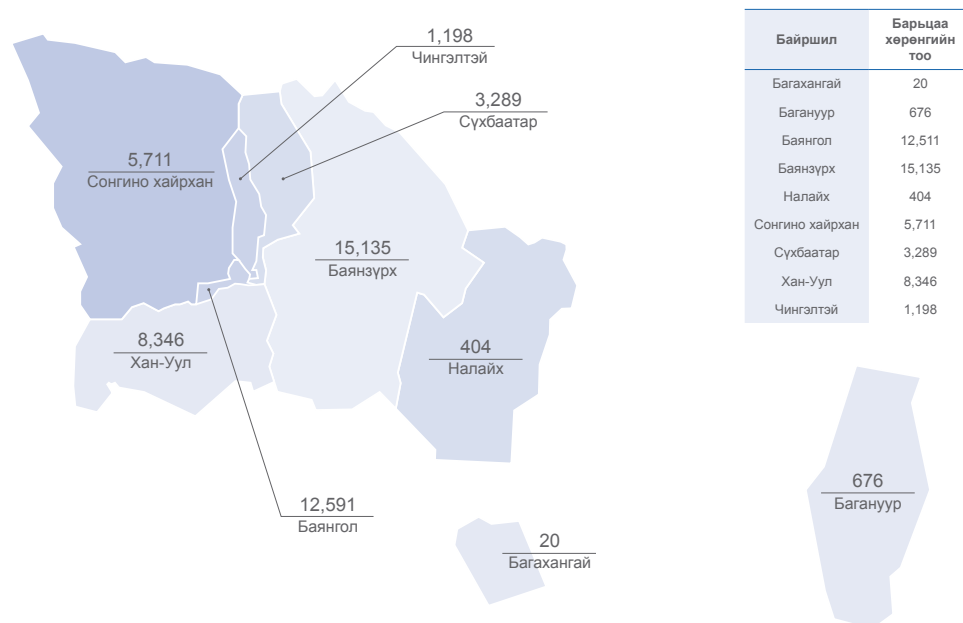 1,198
Чингэлтэй
3,289
Сүхбаатар
5,711
Сонгино хайрхан
15,135
Баянзүрх
8,346
Хан-Уул
404
Налайх
12,591
Баянгол
20
Багахангай
676
Багануур
Байршил Барьцаа
хөрөнгийн
тоо
Багахангай 20
Багануур 676
Баянгол 12,511
Баянзүрх 15,135
Налайх 404
Сонгино хайрхан 5,711
Сүхбаатар 3,289
Хан-Уул 8,346
Чингэлтэй 1,198